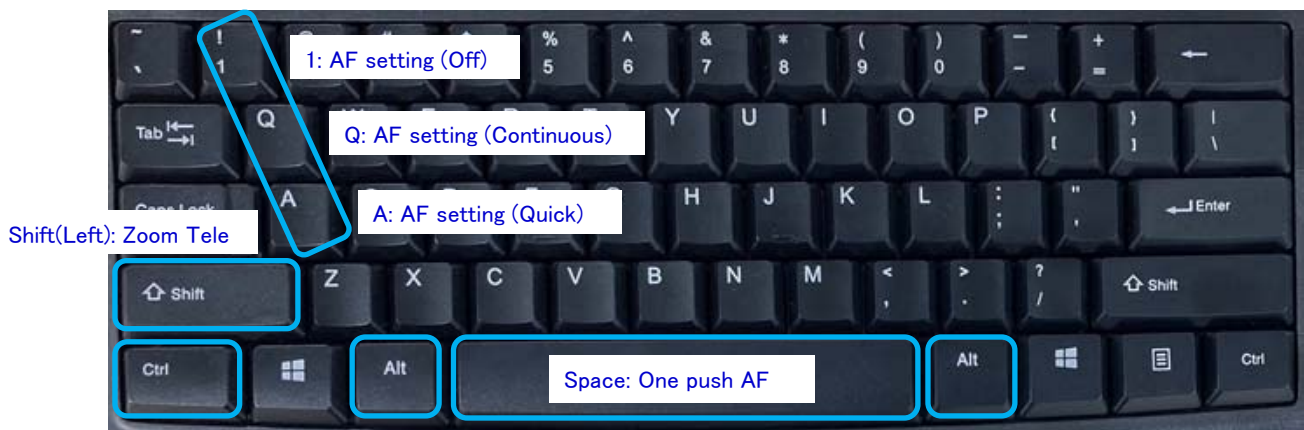 ~ ! % ^ & * ( ) — +
1: AF setting (Off)
` 1 5 6 7 8 9 0 - = ←
Tab Q Y U I O P { } |
Q: AF setting (Continuous)
[ ] \
A H J K L : "
A: AF setting (Quick)
; ' Enter
Shift(Left): Zoom Tele
Shift Z X C V B N M < > ? Shift
, . /
Ctrl Alt Alt Ctrl
Space: One push AF